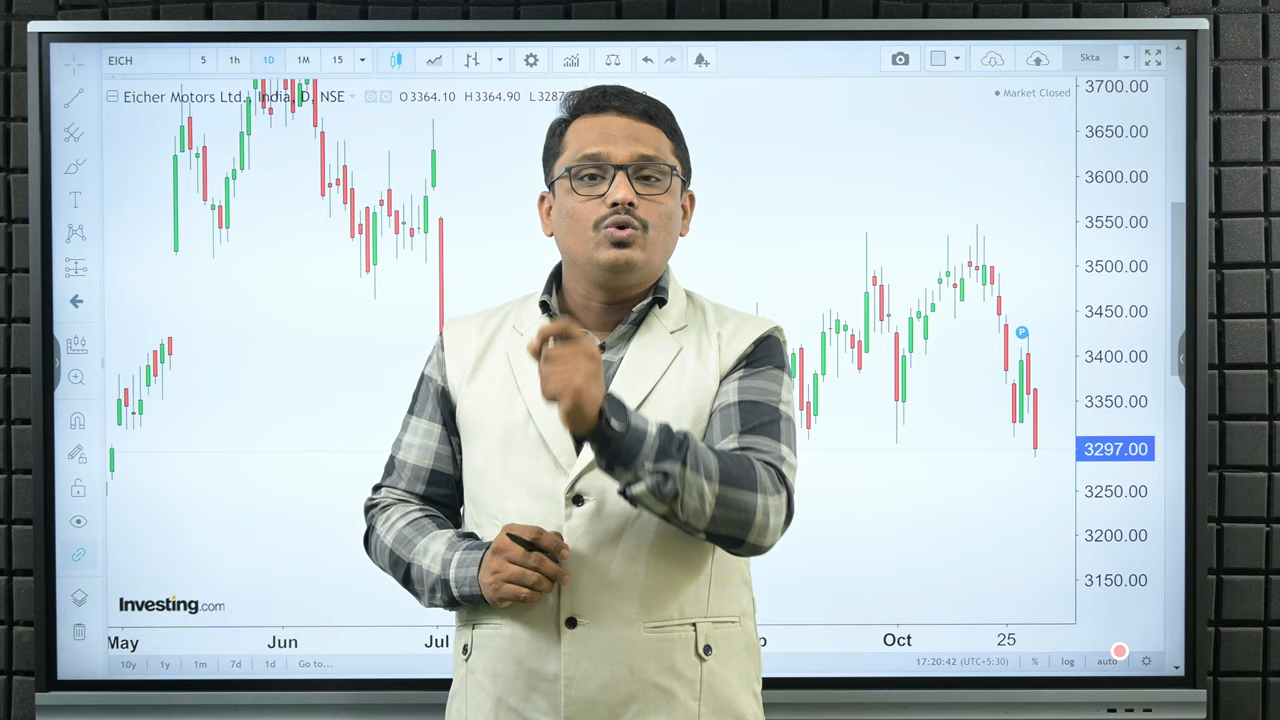 EICH 5 1h 1D 1M 15 Skta
Eicher Motors Ltd., India, D, NSE O3364.10 H3364.90
Market Closed
3700.00
3650.00
3600.00
3550.00
3500.00
3450.00
P
3400.00
3350.00
3297.00
3250.00
3200.00
3150.00
T
Investing.com
May Jun Jul Oct 25
10y 1y 1m 7d 1d Go to... 17:20:42 (UTC+5:30) % log auto